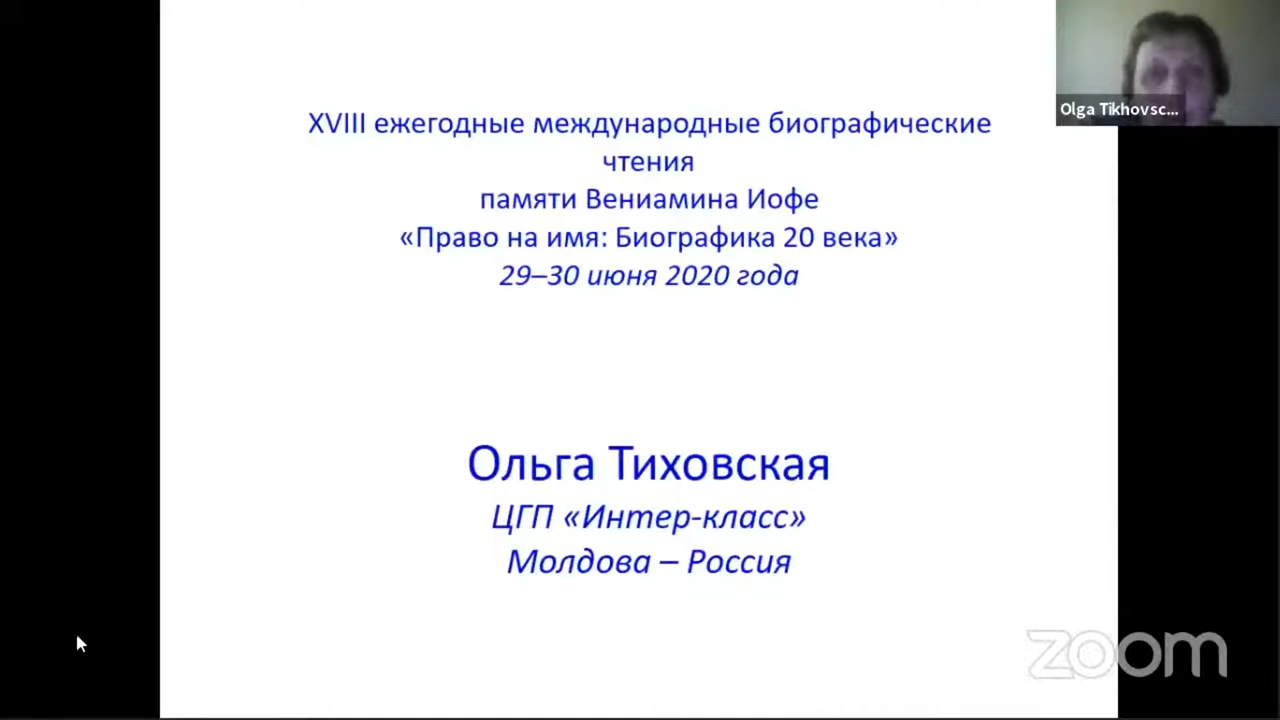 XVIII ежегодные международные биографические
чтения
памяти Вениамина Иофе
«Право на имя: Биографика 20 века»
29–30 июня 2020 года
Ольга Тиховская
ЦГП «Интер-класс»
Молдова – Россия
Olga Tikhovsc...
zoom